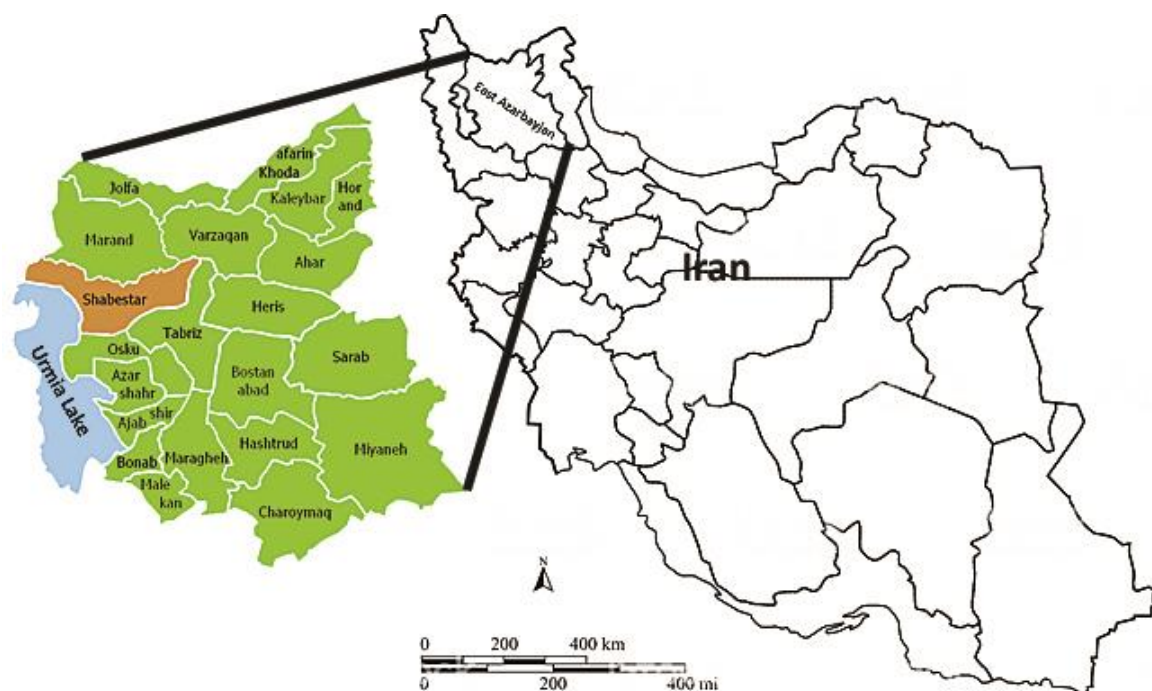 East Azarbayjan
Iran
afarin
Khoda
Jolfa
Kaleybar
Hor
and
Marand
Varzaqan
Ahar
Shabestar
Heris
Tabriz
Osku
Sarab
Urmia Lake
Azar
shahr
Bostan
abad
Ajab shir
Hashtrud
Miyaneh
Bonab
Maragheh
Male
kan
Charoymaq
N
0 200 400 km
0 200 400 mi